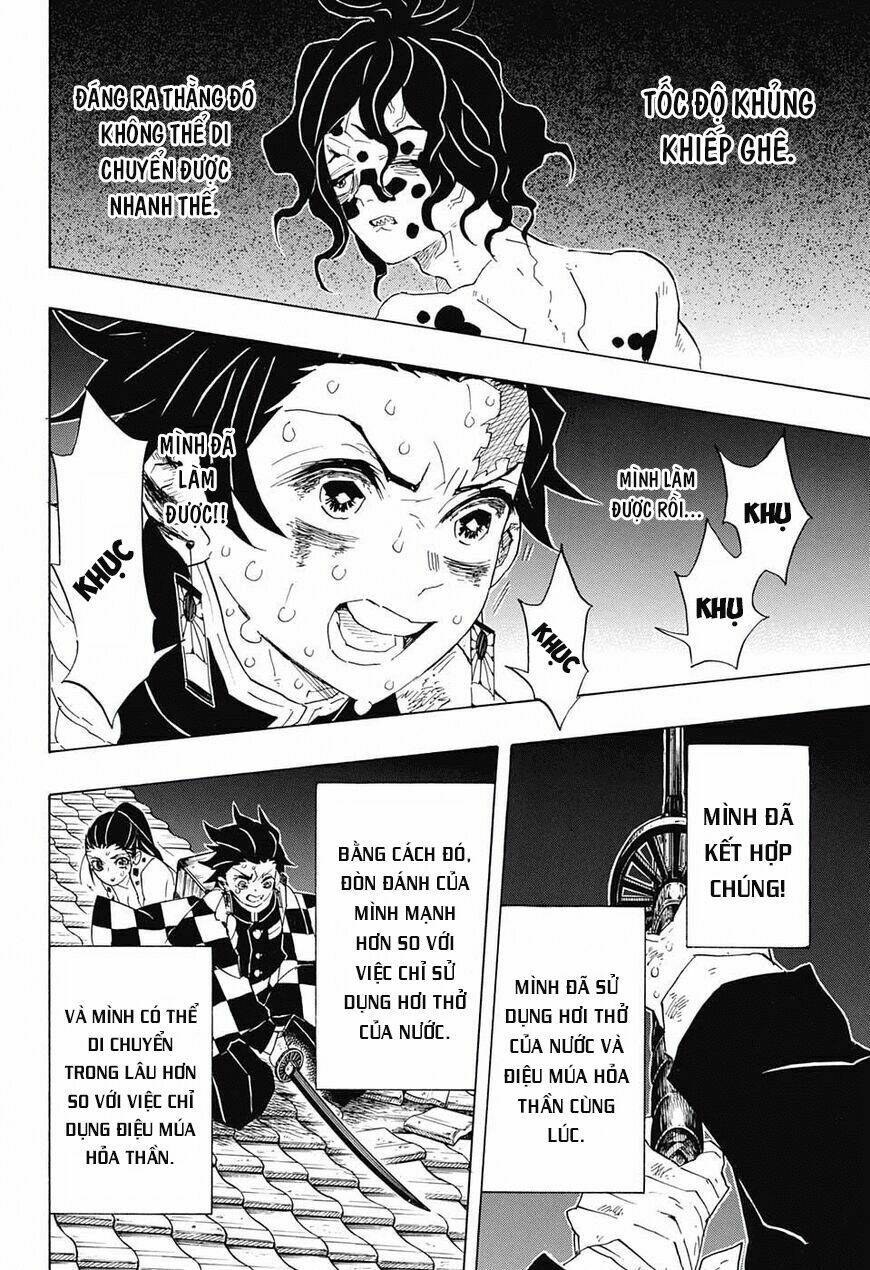 TỐC ĐỘ KHỦNG
KHIẾP GHÊ.
ĐÁNG RA THẰNG ĐÓ
KHÔNG THỂ DI
CHUYỂN ĐƯỢC
NHANH THẾ.
KHỤ
KHỤ
MÌNH LÀM
ĐƯỢC RỒI...
KHỤC
MÌNH ĐÃ
LÀM
ĐƯỢC!!
KHỤC
MÌNH ĐÃ
KẾT HỢP
CHÚNG!
MÌNH ĐÃ SỬ
DỤNG HƠI THỞ
CỦA NƯỚC VÀ
ĐIỆU MÚA HỎA
THẦN CÙNG
LÚC.
BẰNG CÁCH ĐÓ,
ĐÒN ĐÁNH CỦA
MÌNH MẠNH
HƠN SO VỚI
VIỆC CHỈ SỬ
DỤNG HƠI THỞ
CỦA NƯỚC.
VÀ MÌNH CÓ THỂ
DI CHUYỂN
TRONG LÂU HƠN
SO VỚI VIỆC CHỈ
DỤNG ĐIỆU MÚA
HỎA THẦN.